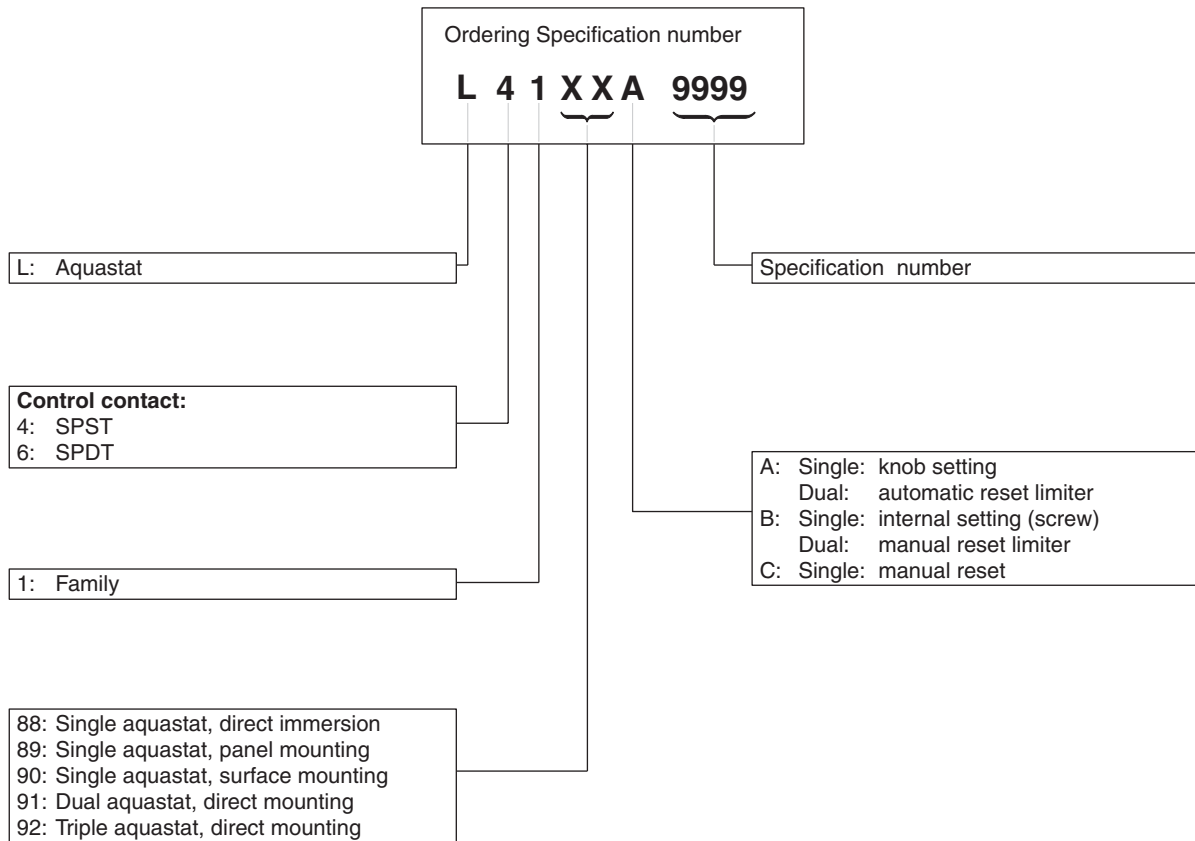 Ordering Specification number
L 4 1 X X A 9999
L: Aquastat
Specification number
Control contact:
4: SPST
6: SPDT
A: Single: knob setting
Dual: automatic reset limiter
B: Single: internal setting (screw)
Dual: manual reset limiter
C: Single: manual reset
1: Family
88: Single aquastat, direct immersion
89: Single aquastat, panel mounting
90: Single aquastat, surface mounting
91: Dual aquastat, direct mounting
92: Triple aquastat, direct mounting